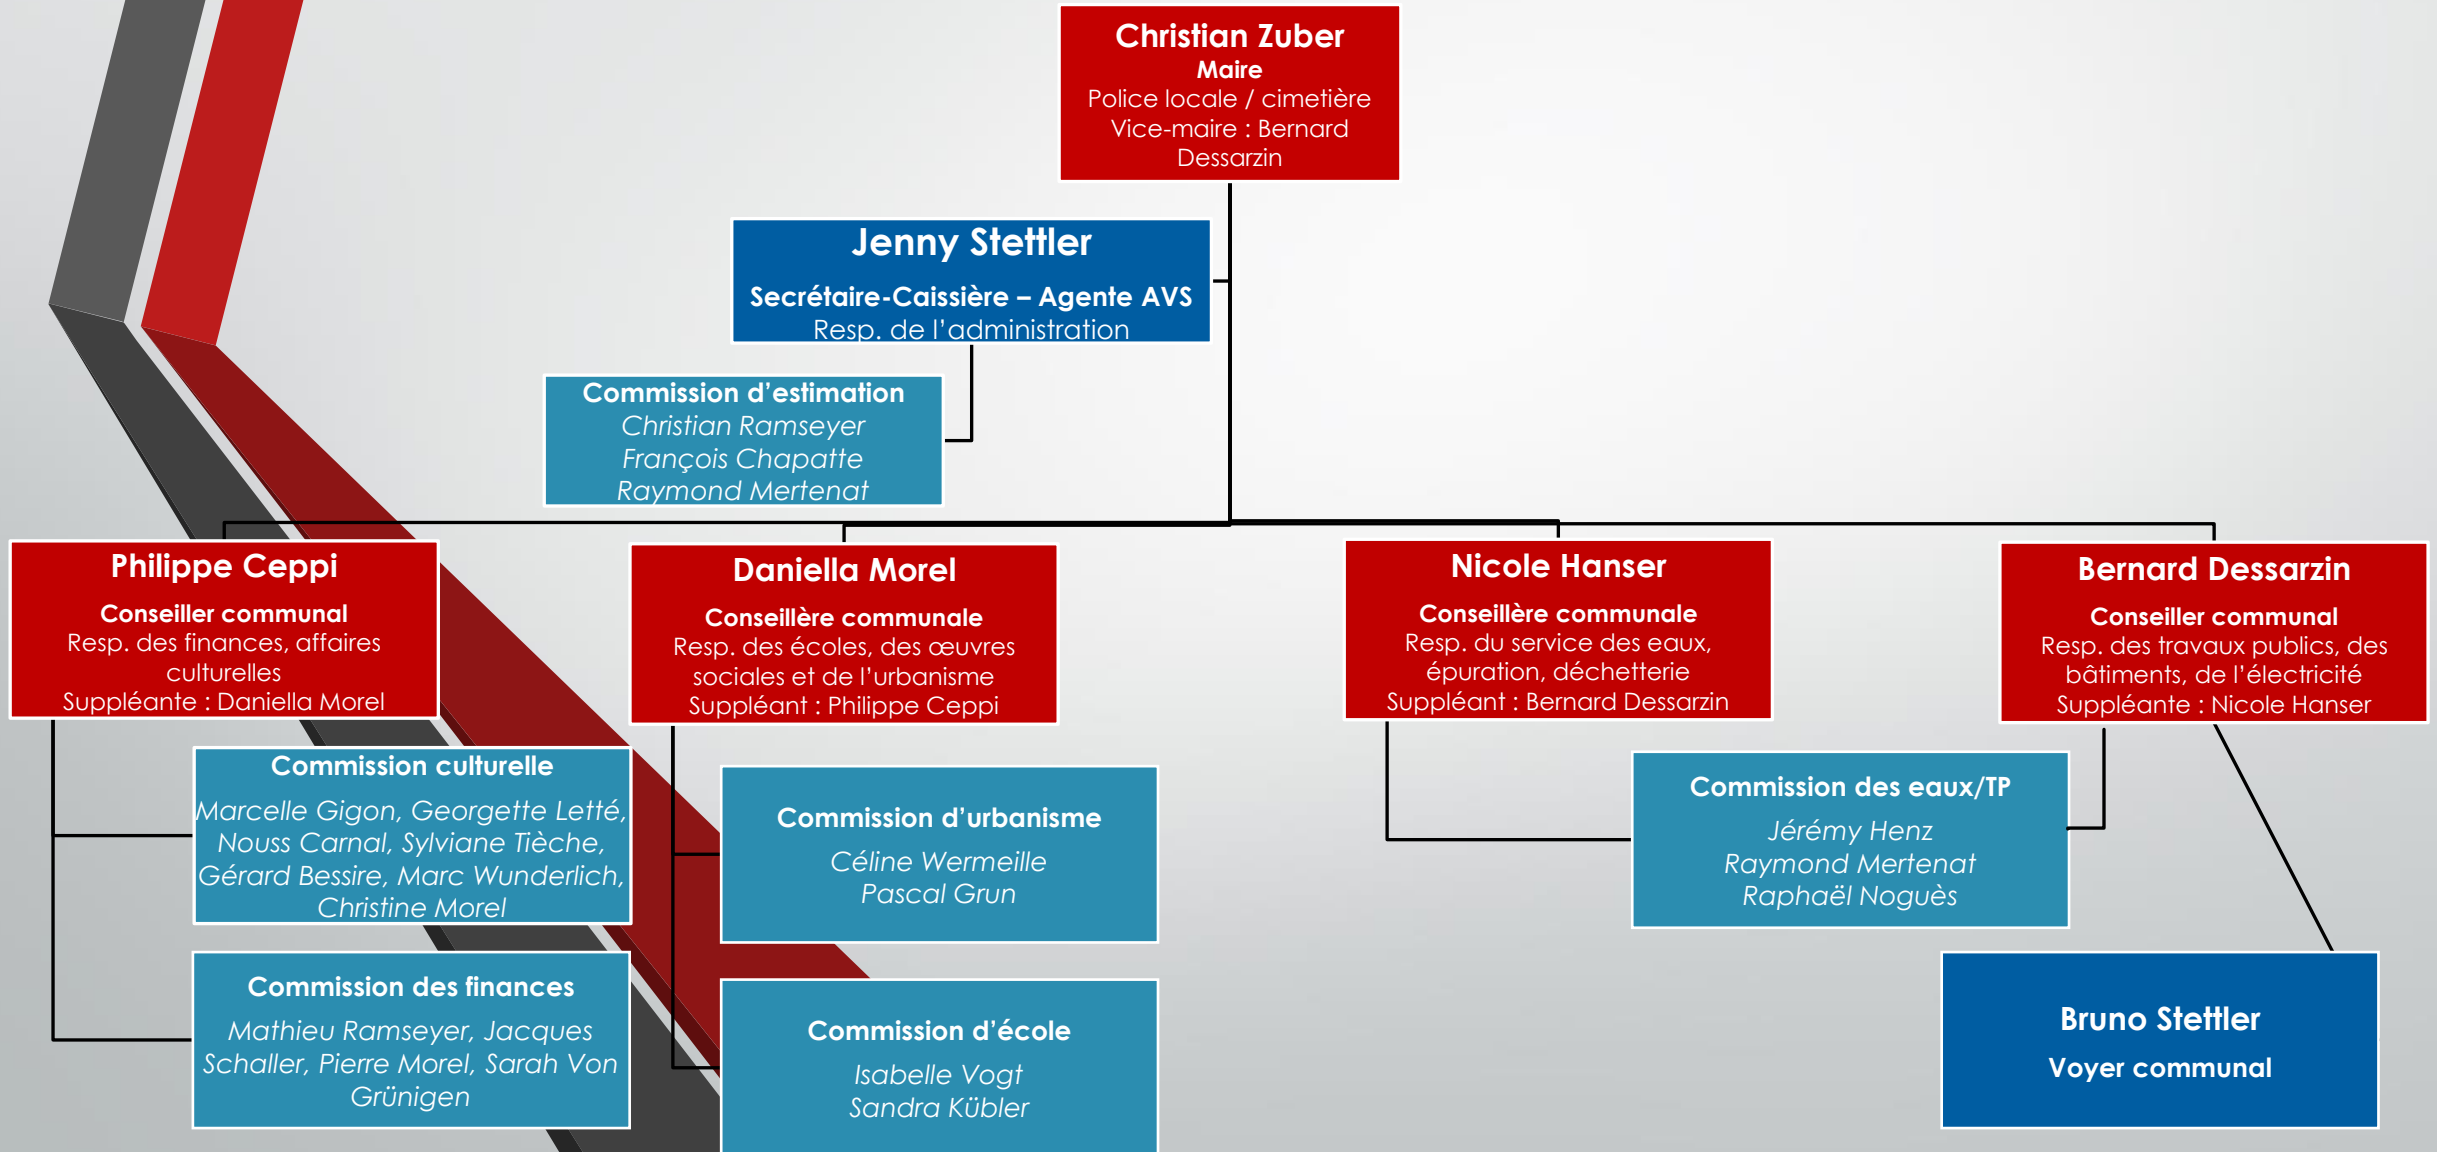 Christian Zuber
Maire
Police locale / cimetière
Vice-maire : Bernard
Dessarzin
Jenny Stettler
Secrétaire-Caissière – Agente AVS
Resp. de l’administration
Commission d’estimation
Christian Ramseyer
François Chapatte
Raymond Mertenat
Philippe Ceppi
Conseiller communal
Resp. des finances, affaires
culturelles
Suppléante : Daniella Morel
Daniella Morel
Conseillère communale
Resp. des écoles, des œuvres
sociales et de l’urbanisme
Suppléant : Philippe Ceppi
Nicole Hanser
Conseillère communale
Resp. du service des eaux,
épuration, déchetterie
Suppléant : Bernard Dessarzin
Bernard Dessarzin
Conseiller communal
Resp. des travaux publics, des
bâtiments, de l’électricité
Suppléante : Nicole Hanser
Commission culturelle
Marcelle Gigon, Georgette Letté,
Nouss Carnal, Sylviane Tièche,
Gérard Bessire, Marc Wunderlich,
Christine Morel
Commission d’urbanisme
Céline Wermeille
Pascal Grun
Commission des eaux/TP
Jérémy Henz
Raymond Mertenat
Raphaël Noguès
Commission des finances
Mathieu Ramseyer, Jacques
Schaller, Pierre Morel, Sarah Von
Grünigen
Commission d’école
Isabelle Vogt
Sandra Kübler
Bruno Stettler
Voyer communal